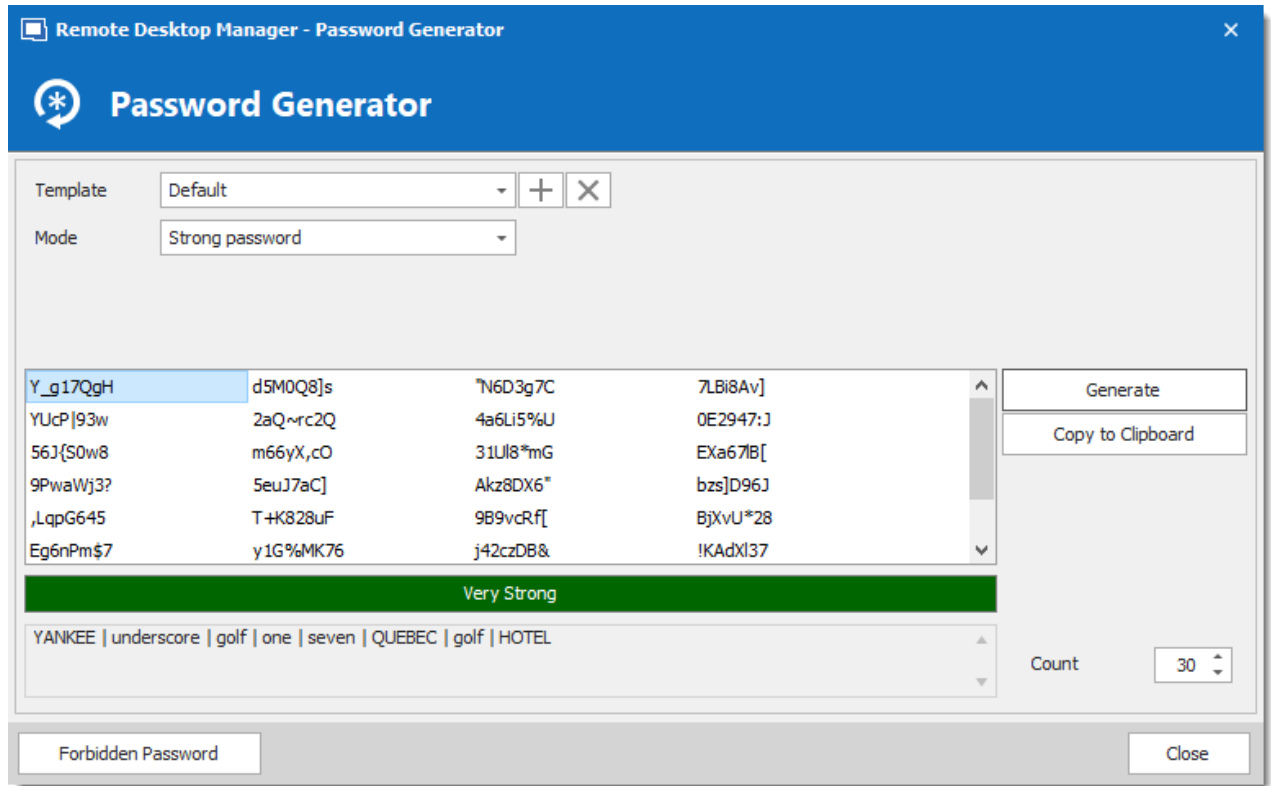 Remote Desktop Manager - Password Generator
Password Generator
Template Default
Mode Strong password
Y_g17QgH d5M0Q8]s "N6D3g7C 7LBi8Av]
Generate
YUcP|93w 2aQ~rc2Q 4a6Li5%U 0E2947:J
Copy to Clipboard
56J{S0w8 m66yX,cO 31Ul8*mG EXa67lB[
9PwaWj3? 5euJ7aC] Akz8DX6" bzs]D96J
,LqpG645 T+K828uF 9B9vcRf[ BjXvU*28
Eg6nPm$7 y1G%MK76 j42czDB& !KAdXl37
Very Strong
YANKEE | underscore | golf | one | seven | QUEBEC | golf | HOTEL
Count 30
Forbidden Password
Close